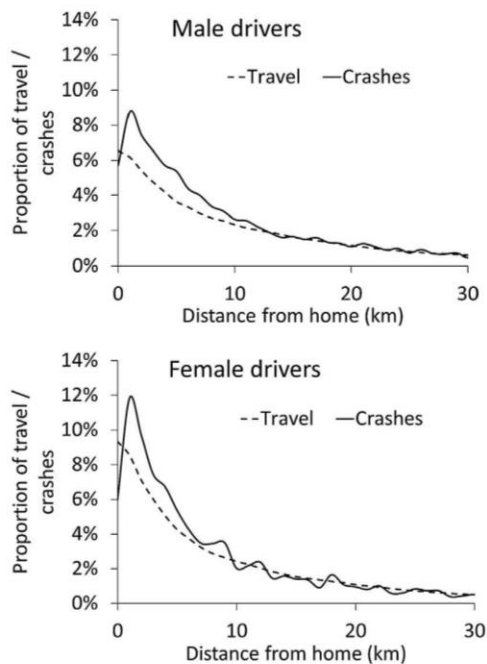 Male drivers
Travel Crashes
Proportion of travel /
crashes
14%
12%
10%
8%
6%
4%
2%
0%
0 10 20 30
Distance from home (km)
Female drivers
Travel Crashes
Proportion of travel /
crashes
14%
12%
10%
8%
6%
4%
2%
0%
0 10 20 30
Distance from home (km)